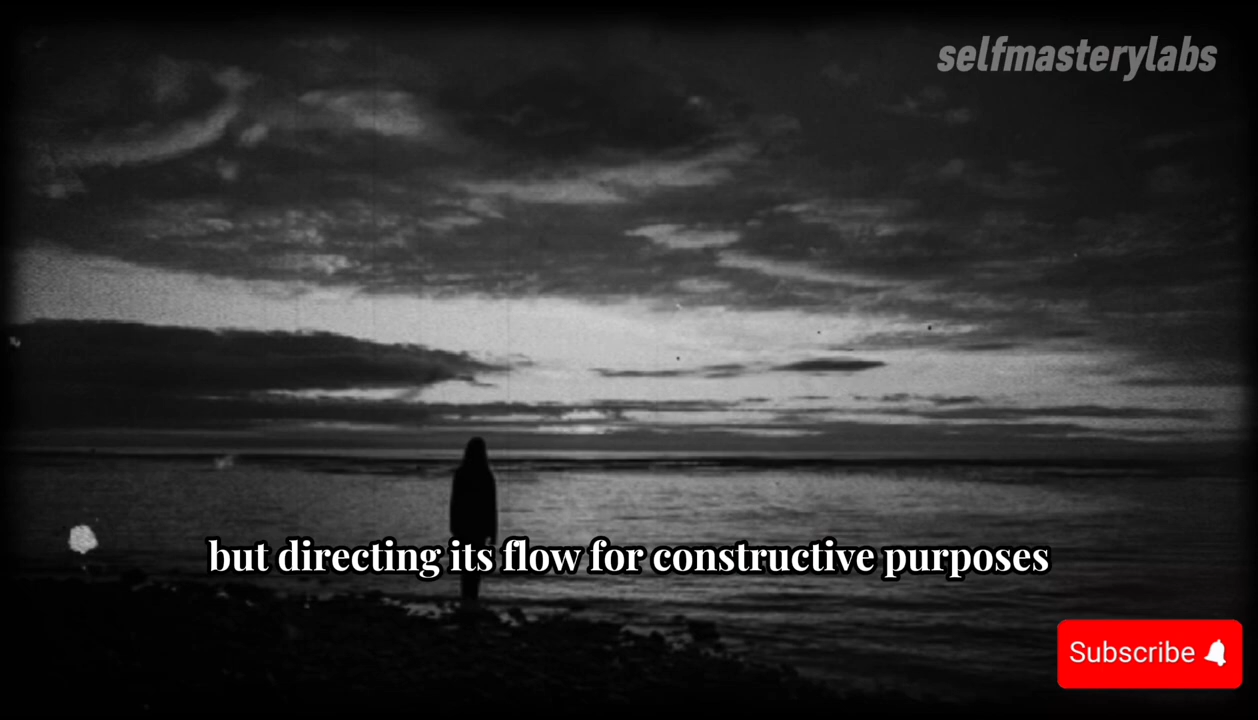 selfmasterylabs
but directing its flow for constructive purposes
Subscribe